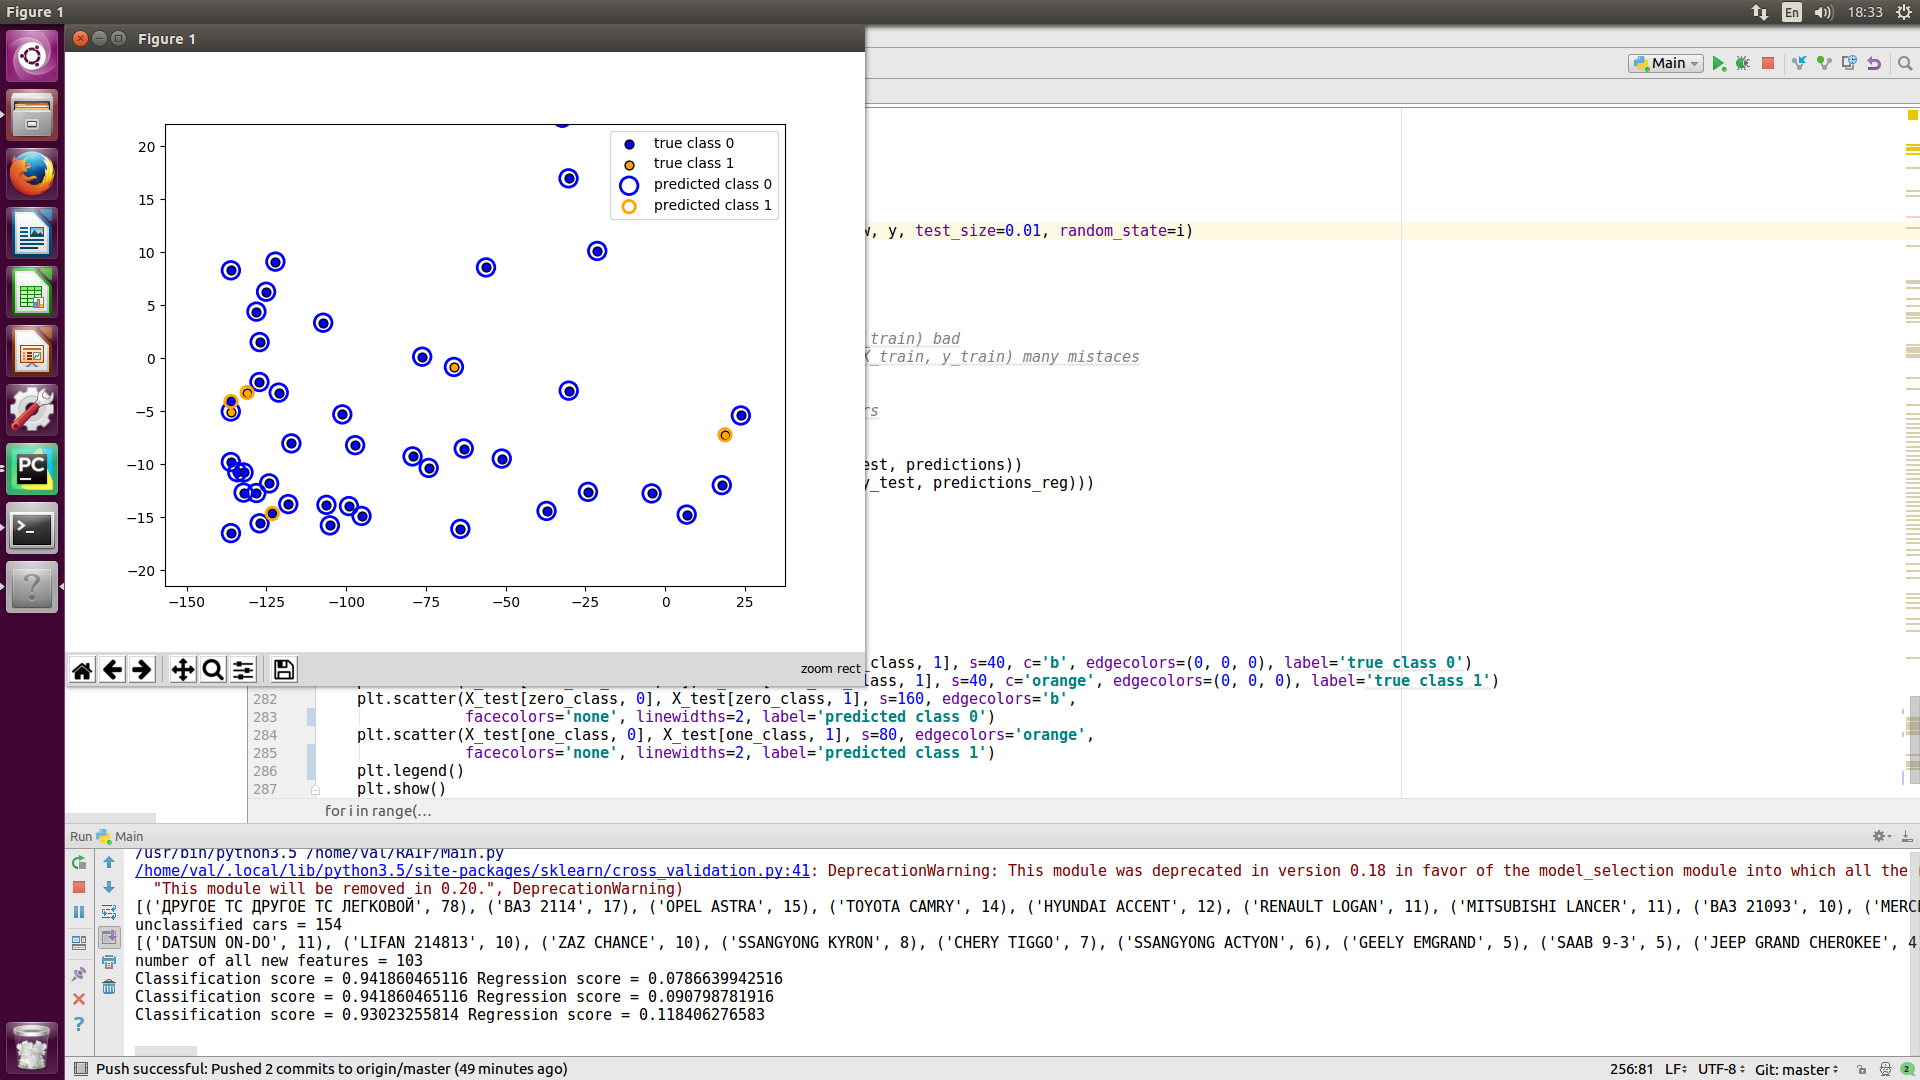 Figure 1
En
18:33
Figure 1
Main
20
15
10
5
0
−5
−10
−15
−20
−150
−125
−100
−75
−50
−25
0
25
true class 0
true class 1
predicted class 0
predicted class 1
zoom rect
, y, test_size=0.01, random_state=i)
_train) bad
_train, y_train) many mistaces
rs
est, predictions))
y_test, predictions_reg)))
_class, 1], s=40, c='b', edgecolors=(0, 0, 0), label='true class 0')
lass, 1], s=40, c='orange', edgecolors=(0, 0, 0), label='true class 1')
282 plt.scatter(X_test[zero_class, 0], X_test[zero_class, 1], s=160, edgecolors='b',
283 facecolors='none', linewidths=2, label='predicted class 0')
284 plt.scatter(X_test[one_class, 0], X_test[one_class, 1], s=80, edgecolors='orange',
285 facecolors='none', linewidths=2, label='predicted class 1')
286 plt.legend()
287 plt.show()
for i in range(...
Run Main
/usr/bin/python3.5 /home/val/RAIF/Main.py
/home/val/.local/lib/python3.5/site-packages/sklearn/cross_validation.py:41: DeprecationWarning: This module was deprecated in version 0.18 in favor of the model_selection module into which all the
"This module will be removed in 0.20.", DeprecationWarning)
[('ДРУГОЕ ТС ДРУГОЕ ТС ЛЕГКОВОЙ', 78), ('ВАЗ 2114', 17), ('OPEL ASTRA', 15), ('TOYOTA CAMRY', 14), ('HYUNDAI ACCENT', 12), ('RENAULT LOGAN', 11), ('MITSUBISHI LANCER', 11), ('ВАЗ 21093', 10), ('MERC
unclassified cars = 154
[('DATSUN ON-DO', 11), ('LIFAN 214813', 10), ('ZAZ CHANCE', 10), ('SSANGYONG KYRON', 8), ('CHERY TIGGO', 7), ('SSANGYONG ACTYON', 6), ('GEELY EMGRAND', 5), ('SAAB 9-3', 5), ('JEEP GRAND CHEROKEE', 4
number of all new features = 103
Classification score = 0.941860465116 Regression score = 0.0786639942516
Classification score = 0.941860465116 Regression score = 0.090798781916
Classification score = 0.93023255814 Regression score = 0.118406276583
Push successful: Pushed 2 commits to origin/master (49 minutes ago)
256:81 LF UTF-8 Git: master 2